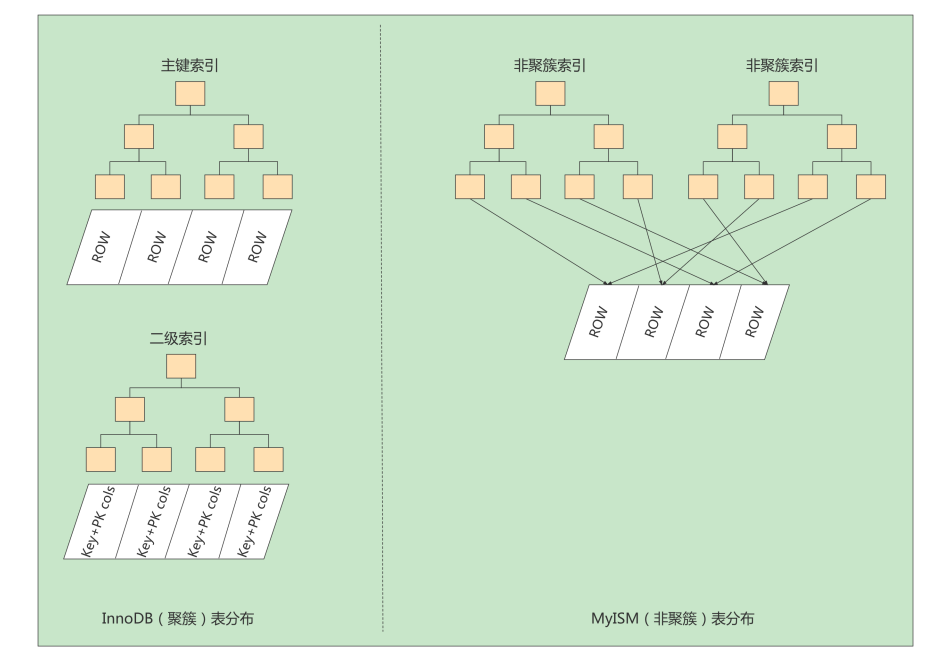 主键索引
ROW ROW ROW ROW
二级索引
Key+PK cols Key+PK cols Key+PK cols Key+PK cols
InnoDB（聚簇）表分布
非聚簇索引 非聚簇索引
ROW ROW ROW ROW
MyISM（非聚簇）表分布